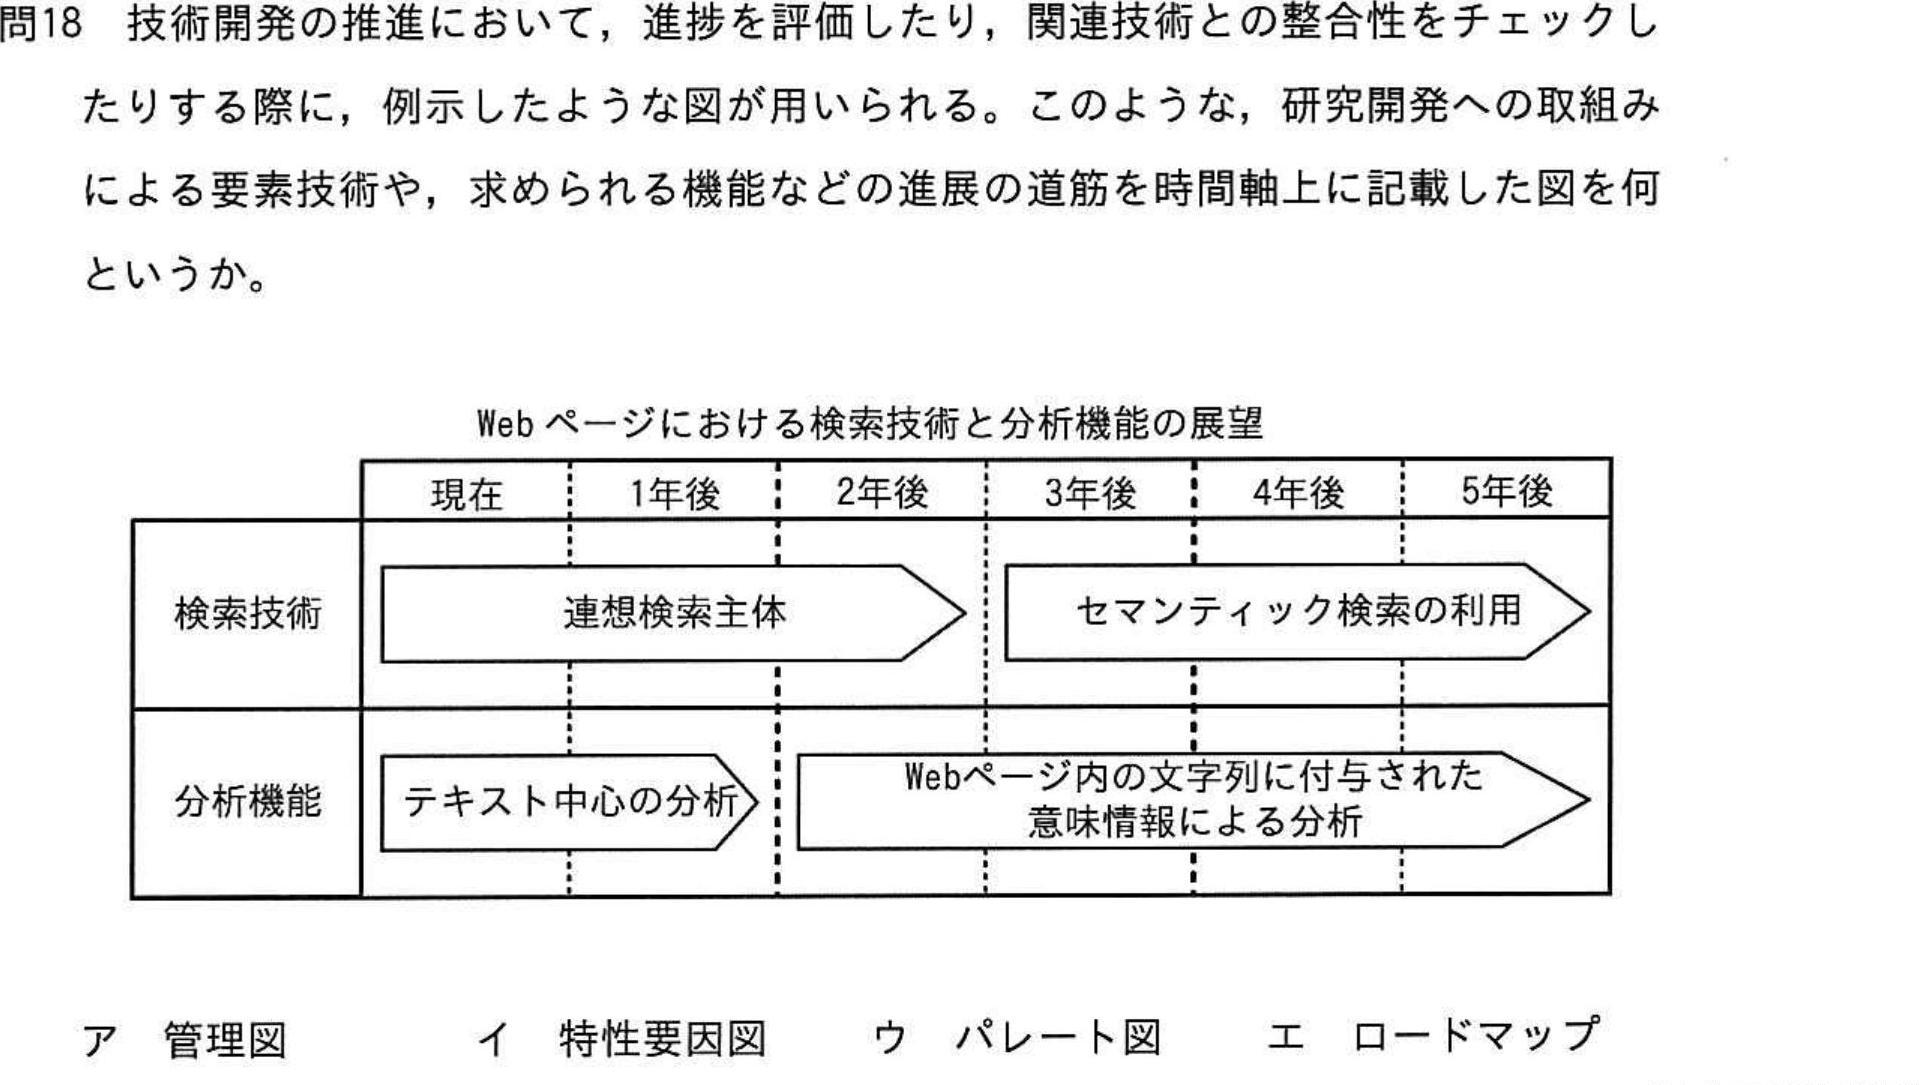 問18　技術開発の推進において，進捗を評価したり，関連技術との整合性をチェックし
たりする際に，例示したような図が用いられる。このような，研究開発への取組み
による要素技術や，求められる機能などの進展の道筋を時間軸上に記載した図を何
というか。
Webページにおける検索技術と分析機能の展望
現在　1年後　2年後　3年後　4年後　5年後
検索技術　連想検索主体　セマンティック検索の利用
分析機能　テキスト中心の分析　Webページ内の文字列に付与された
意味情報による分析
ア　管理図　イ　特性要因図　ウ　パレート図　エ　ロードマップ